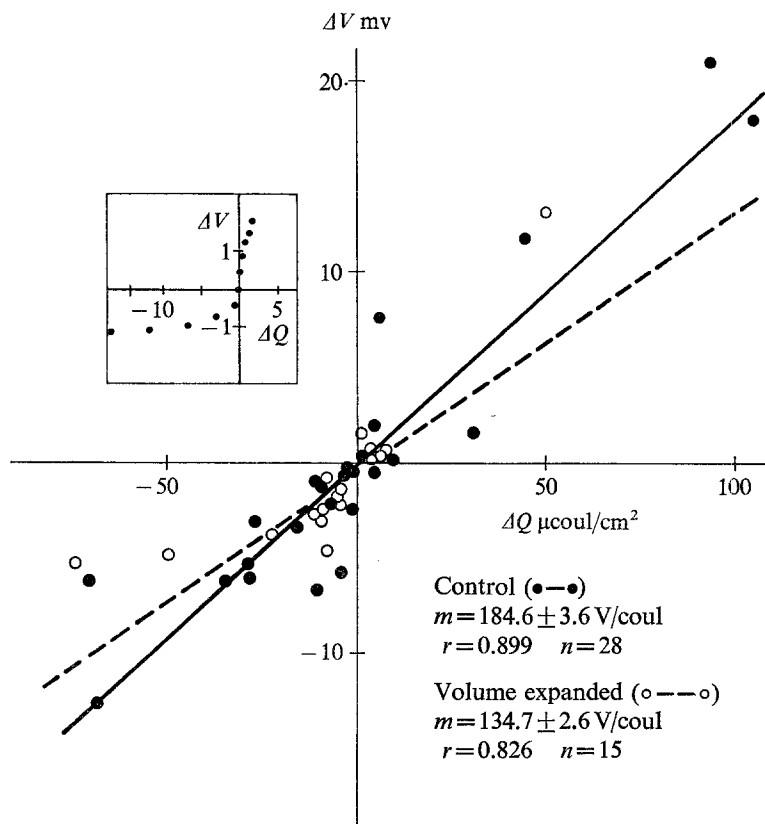 ΔV mv
20
10
ΔV
1
−10
5
−1
ΔQ
−50
50
100
ΔQ μcoul/cm²
−10
Control (●—●)
m=184.6±3.6 V/coul
r=0.899 n=28
Volume expanded (○---○)
m=134.7±2.6 V/coul
r=0.826 n=15